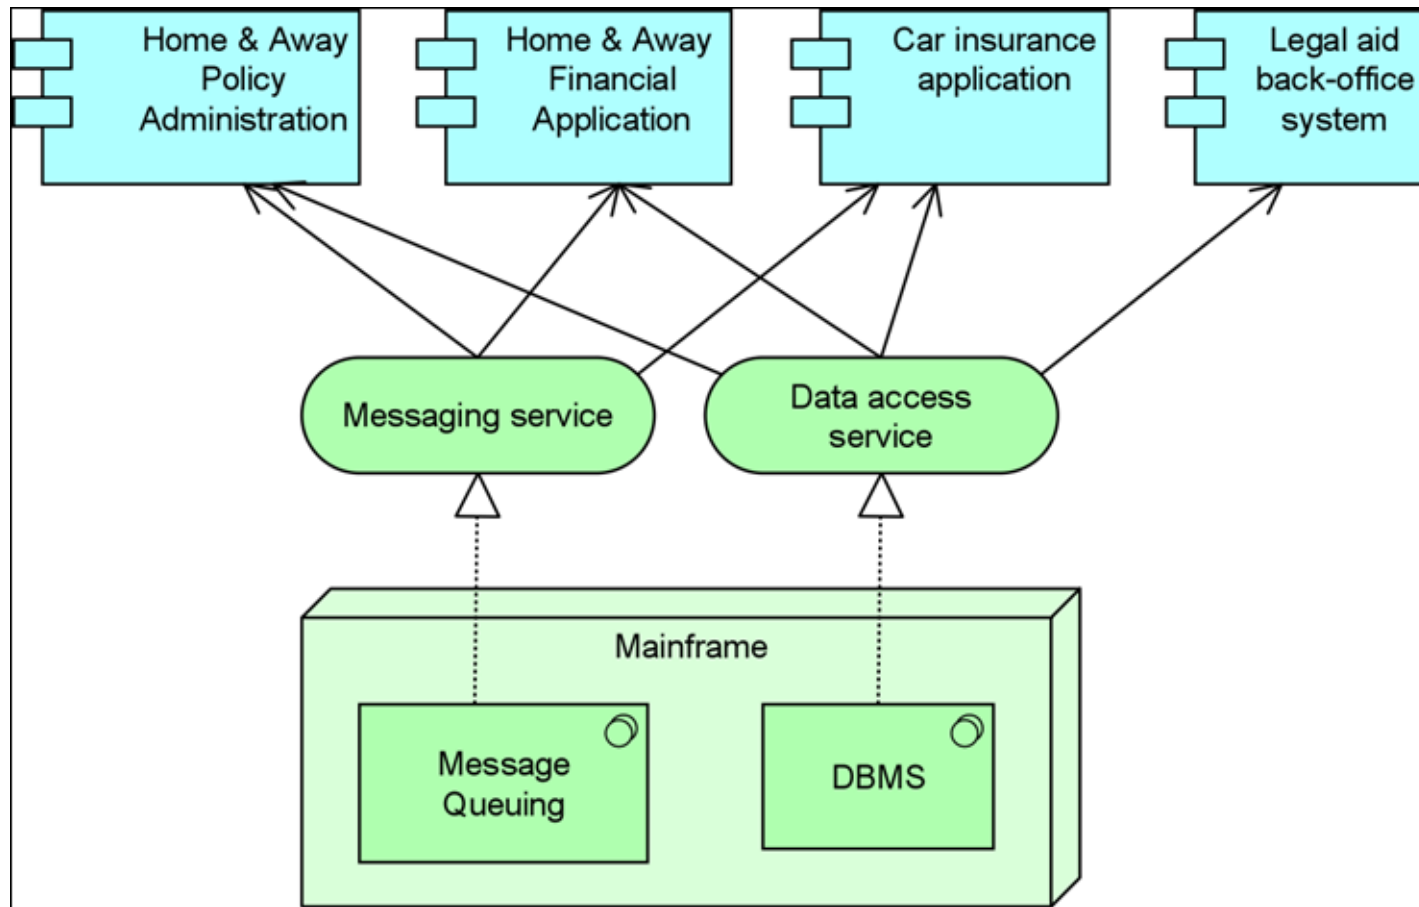 Home & Away
Policy
Administration
Home & Away
Financial
Application
Car insurance
application
Legal aid
back-office
system
Messaging service
Data access
service
Mainframe
Message
Queuing
DBMS